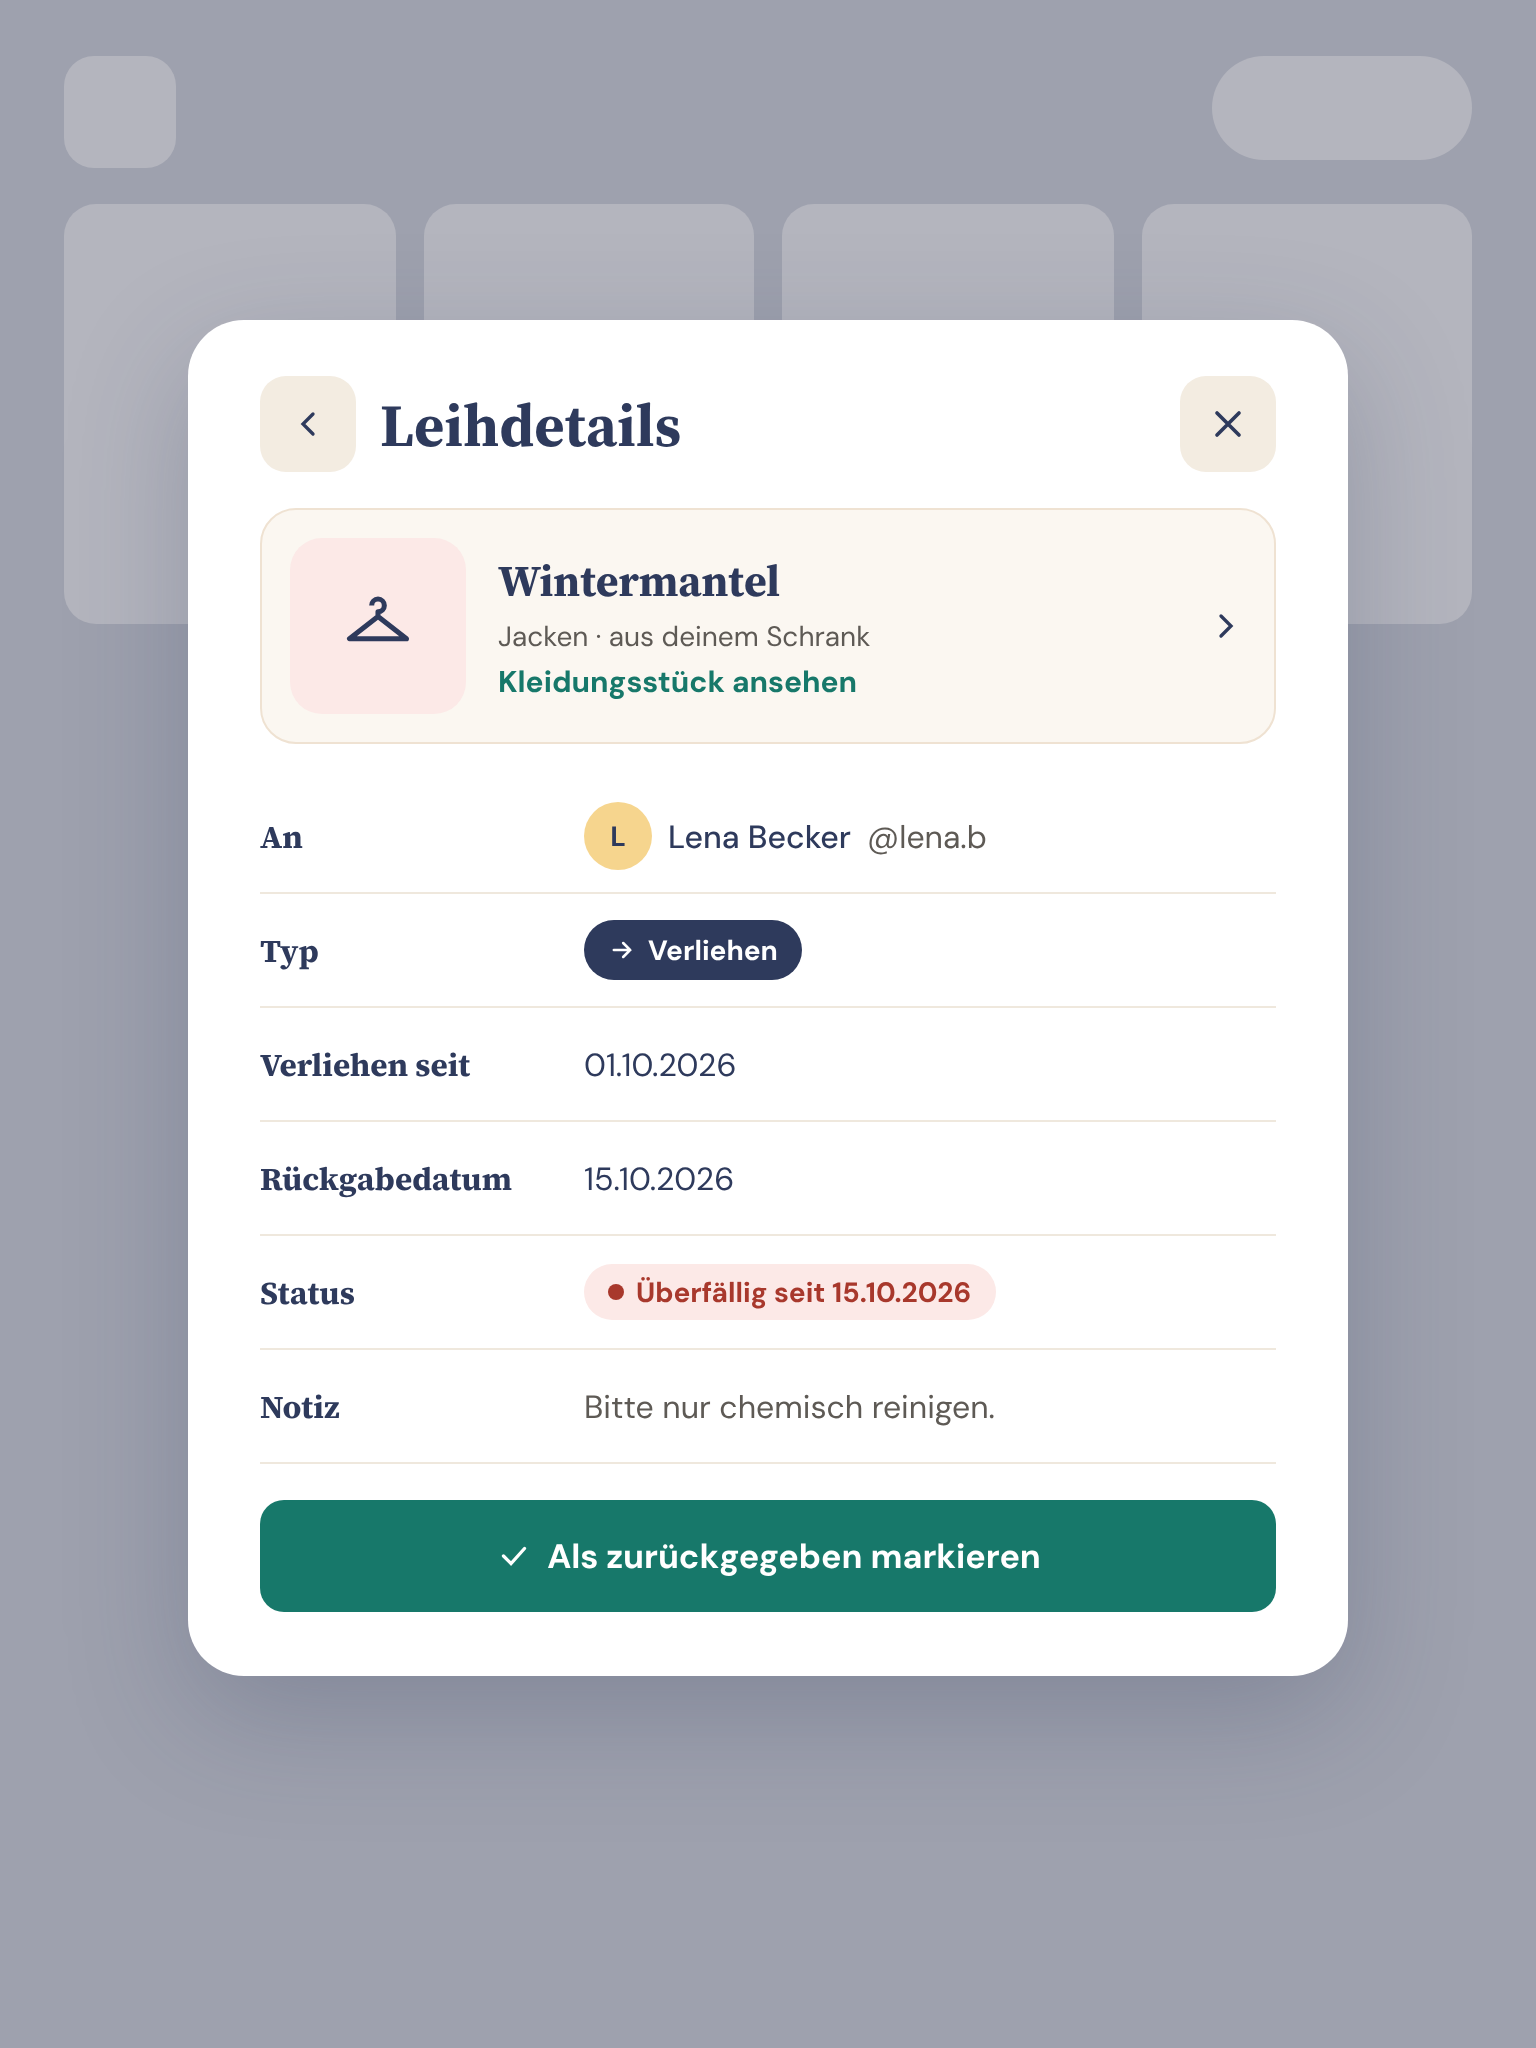 Leihdetails
Wintermantel
Jacken · aus deinem Schrank
Kleidungsstück ansehen
An L Lena Becker @lena.b
Typ → Verliehen
Verliehen seit 01.10.2026
Rückgabedatum 15.10.2026
Status Überfällig seit 15.10.2026
Notiz Bitte nur chemisch reinigen.
Als zurückgegeben markieren